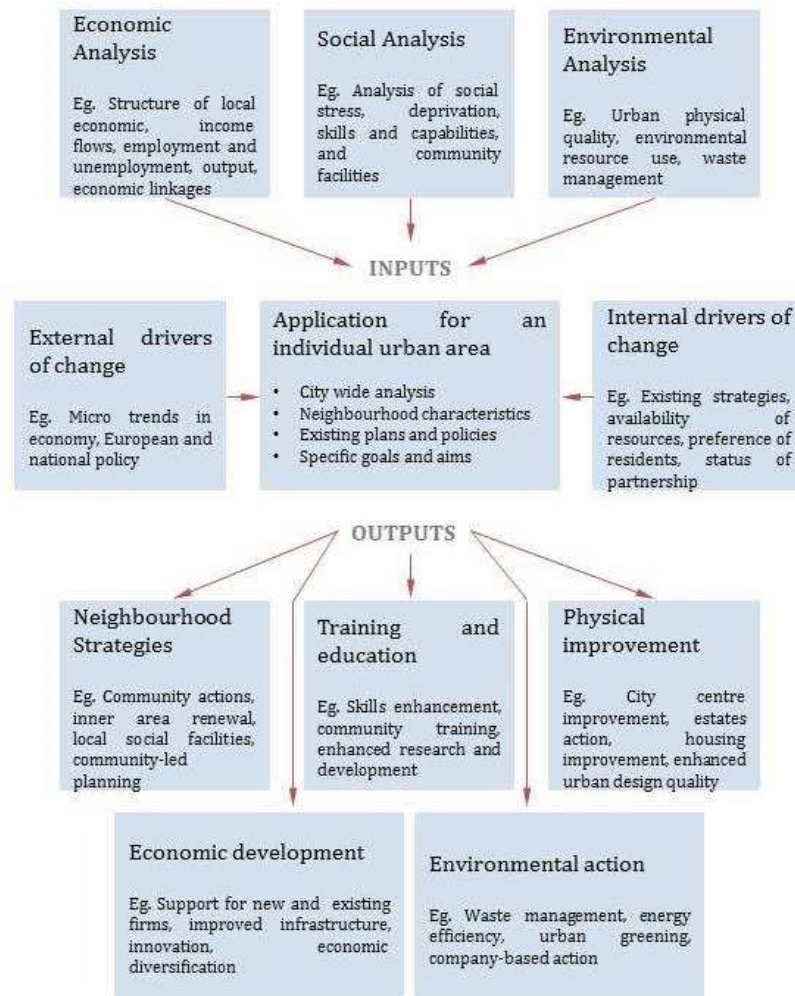 Economic
Analysis
Eg. Structure of local
economic, income
flows, employment and
unemployment, output,
economic linkages
Social Analysis
Eg. Analysis of social
stress, deprivation,
skills and capabilities,
and community
facilities
Environmental
Analysis
Eg. Urban physical
quality, environmental
resource use, waste
management
INPUTS
External drivers
of change
Eg. Micro trends in
economy, European and
national policy
Application for an
individual urban area
• City wide analysis
• Neighbourhood characteristics
• Existing plans and policies
• Specific goals and aims
Internal drivers of
change
Eg. Existing strategies,
availability of
resources, preference of
residents, status of
partnership
OUTPUTS
Neighbourhood
Strategies
Eg. Community actions,
inner area renewal,
local social facilities,
community-led
planning
Training and
education
Eg. Skills enhancement,
community training,
enhanced research and
development
Physical
improvement
Eg. City centre
improvement, estates
action, housing
improvement, enhanced
urban design quality
Economic development
Eg. Support for new and existing
firms, improved infrastructure,
innovation, economic
diversification
Environmental action
Eg. Waste management, energy
efficiency, urban greening,
company-based action